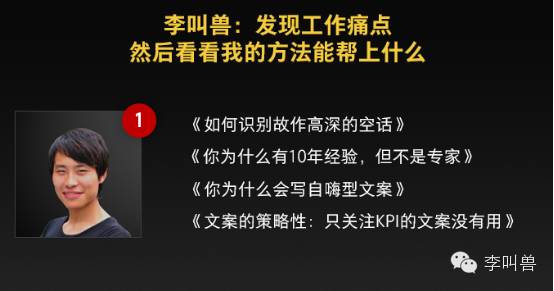 李叫兽：发现工作痛点
然后看看我的方法能帮上什么
1
《如何识别故作高深的空话》
《你为什么有10年经验，但不是专家》
《你为什么会写自嗨型文案》
《文案的策略性：只关注KPI的文案没有用》
李叫兽